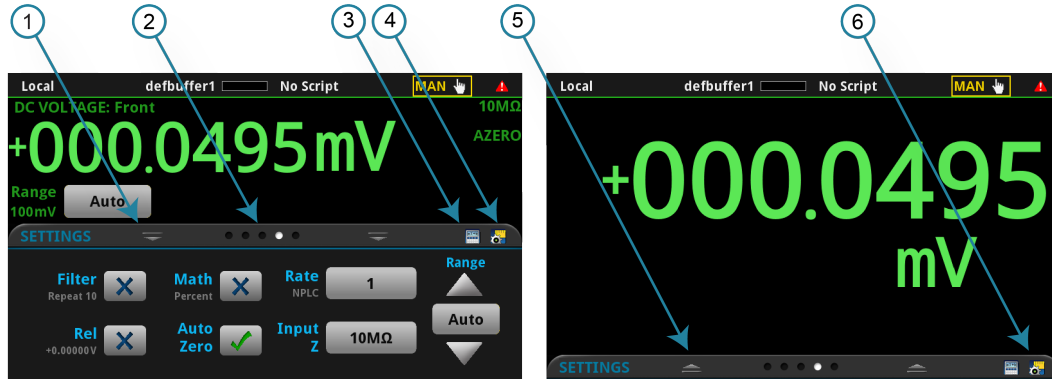 1 2 3 4 5 6
Local defbuffer1 No Script MAN
DC VOLTAGE: Front 10MΩ
+000.0495 mV AZERO
Range
100mV Auto
SETTINGS
Filter Repeat 10 Math Percent Rate NPLC 1 Range
Auto
Rel +0.00000V Auto Zero Input Z 10MΩ
Local defbuffer1 No Script MAN
+000.0495
mV
SETTINGS